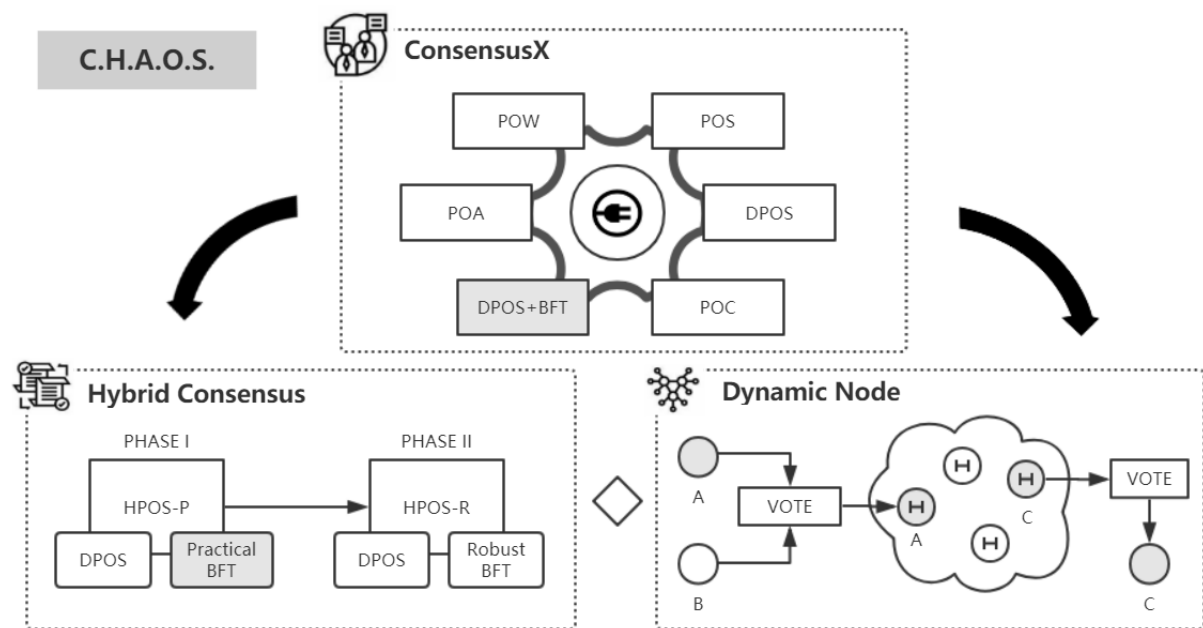 C.H.A.O.S.
ConsensusX
POW
POS
POA
DPOS
DPOS+BFT
POC
Hybrid Consensus
PHASE I
PHASE II
HPOS-P
HPOS-R
DPOS
Practical
BFT
DPOS
Robust
BFT
Dynamic Node
A
VOTE
B
H
H
H
H
A
C
VOTE
C